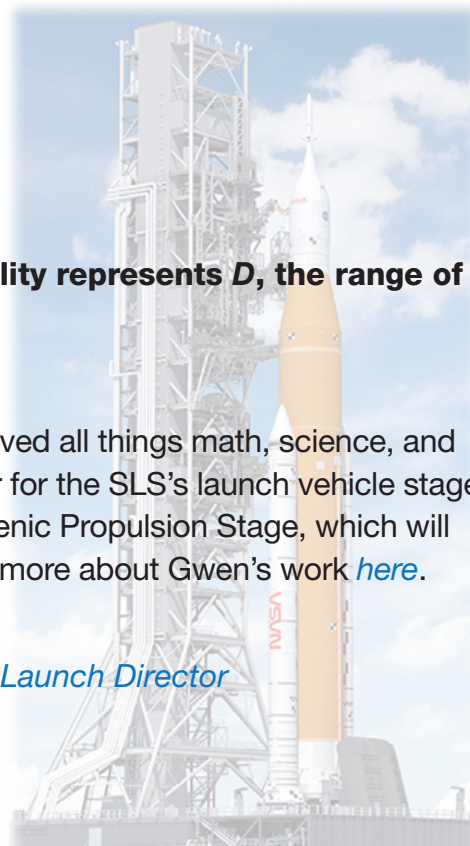 lity represents D, the range of
ved all things math, science, and
r for the SLS's launch vehicle stage
enic Propulsion Stage, which will
more about Gwen's work here.
Launch Director
NASA
NASA